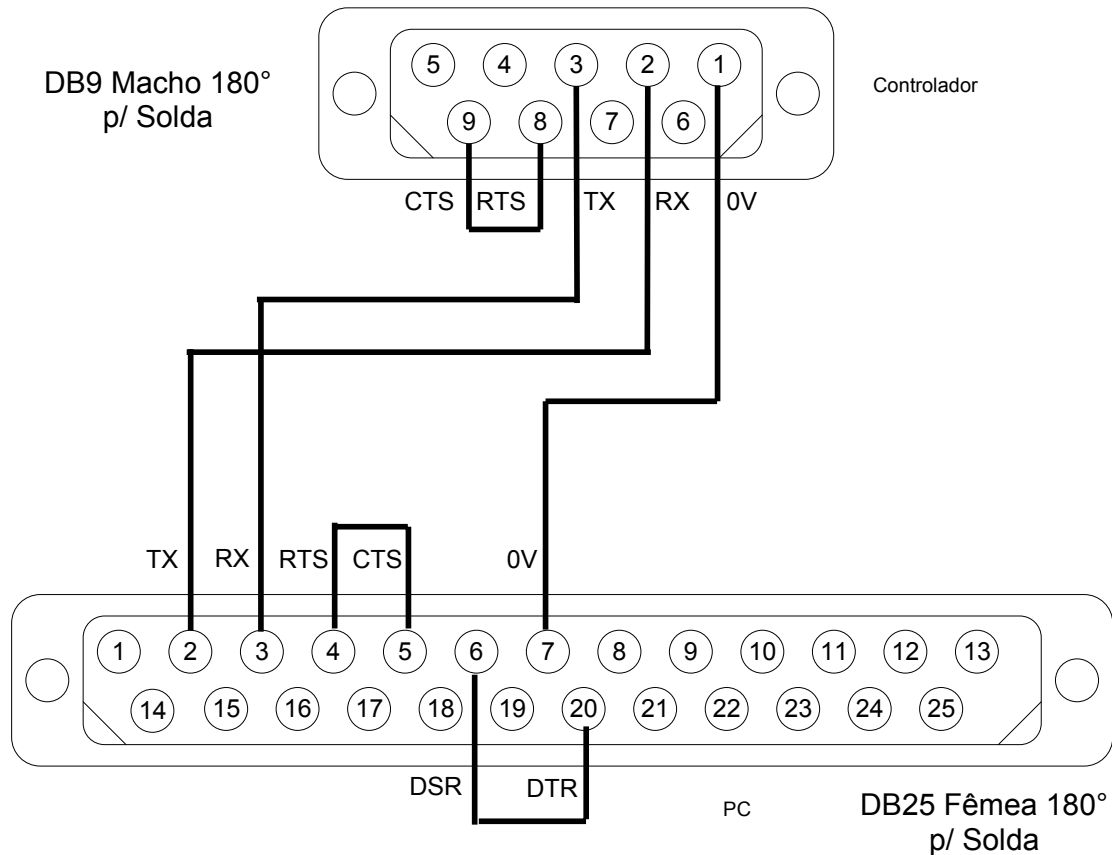 DB9 Macho 180°
p/ Solda
5 4 3 2 1
Controlador
9 8 7 6
CTS RTS TX RX 0V
TX RX RTS CTS 0V
1 2 3 4 5 6 7 8 9 10 11 12 13
14 15 16 17 18 19 20 21 22 23 24 25
DSR DTR
PC
DB25 Fêmea 180°
p/ Solda